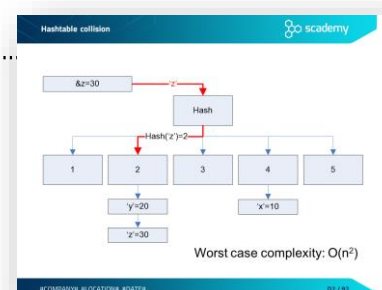 Hashtable collision
scademy
&z=30
'z'
Hash
Hash('z')=2
1
2
3
4
5
'y'=20
'x'=10
'z'=30
Worst case complexity: O(n²)